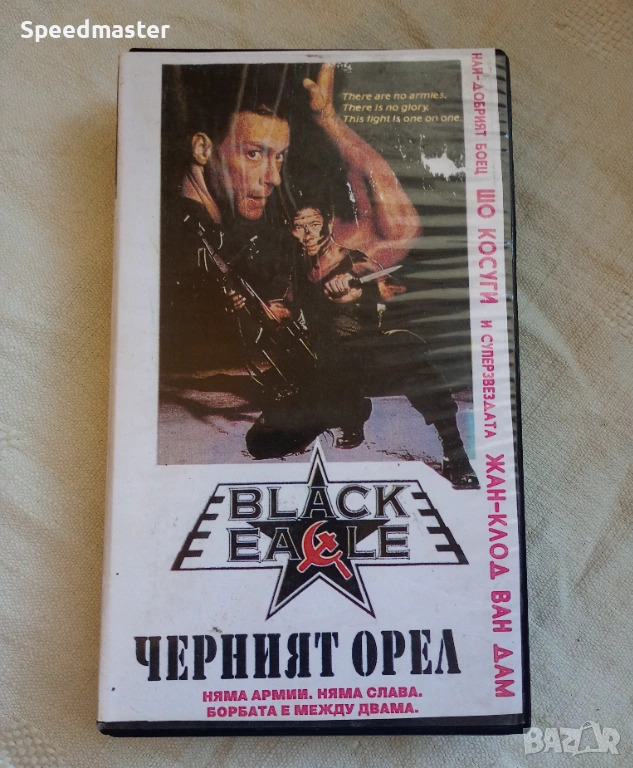 Speedmaster
There are no armies.
There is no glory.
This fight is one on one.
НАЙ-ДОБРИЯТ БОЕЦ ШО КОСУГИ И СУПЕРЗВЕЗДАТА ЖАН-КЛОД ВАН ДАМ
BLACK
EAGLE
ЧЕРНИЯТ ОРЕЛ
НЯМА АРМИИ. НЯМА СЛАВА.
БОРБАТА Е МЕЖДУ ДВАМА.
BAZAR